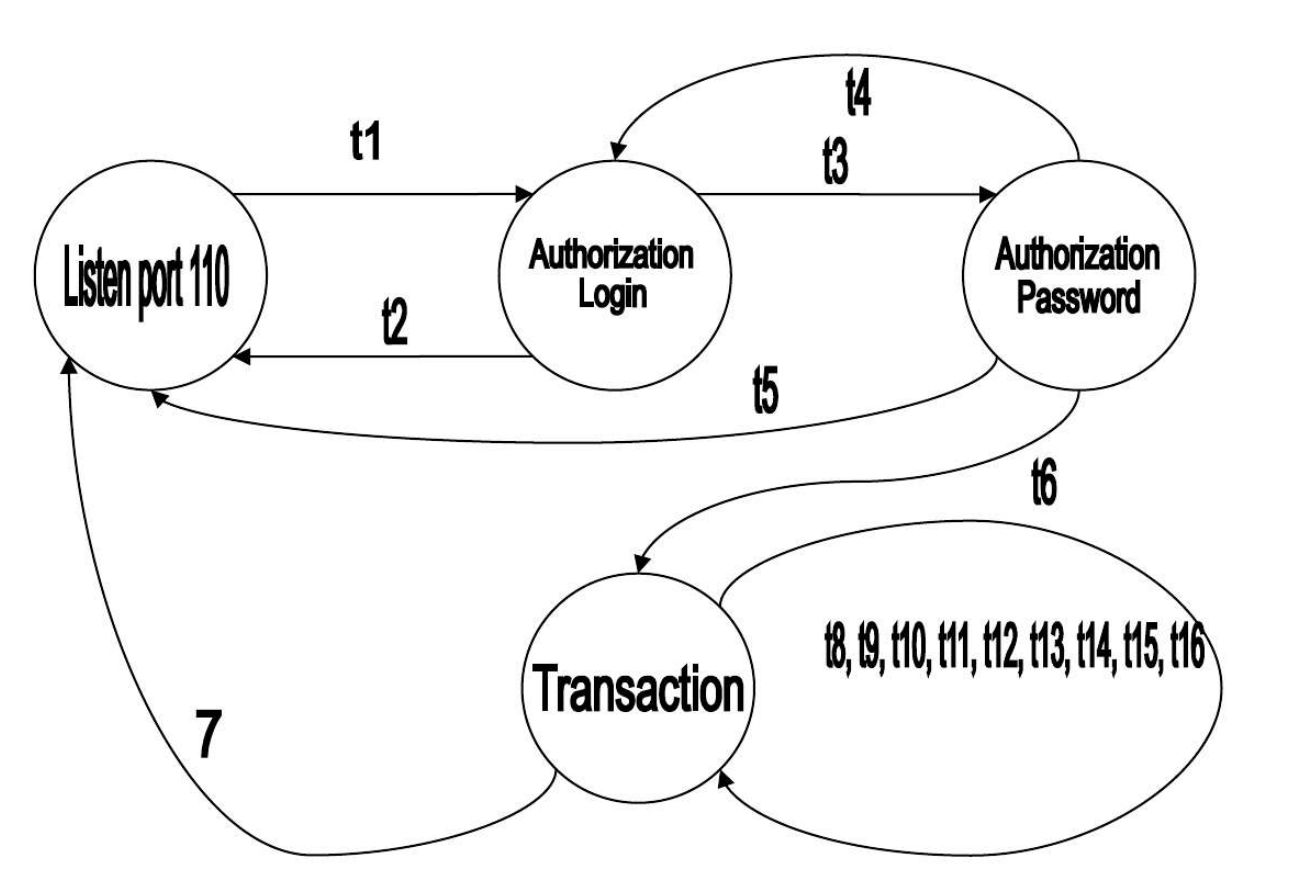 t4
t1
t3
Listen port 110
Authorization
Login
Authorization
Password
t2
t5
t6
t8, t9, t10, t11, t12, t13, t14, t15, t16
Transaction
7